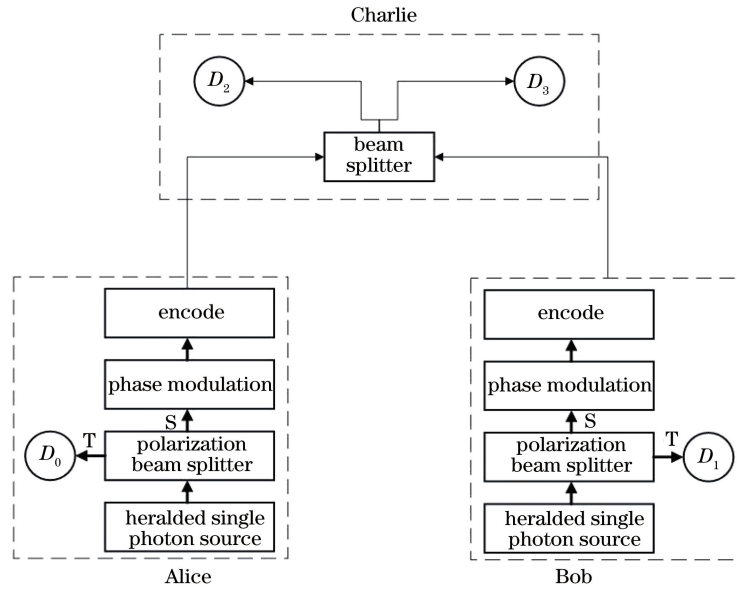 Charlie
D₂
D₃
beam
splitter
encode
phase modulation
S
T
D₀
polarization
beam splitter
heralded single
photon source
Alice
encode
phase modulation
S
T
D₁
polarization
beam splitter
heralded single
photon source
Bob